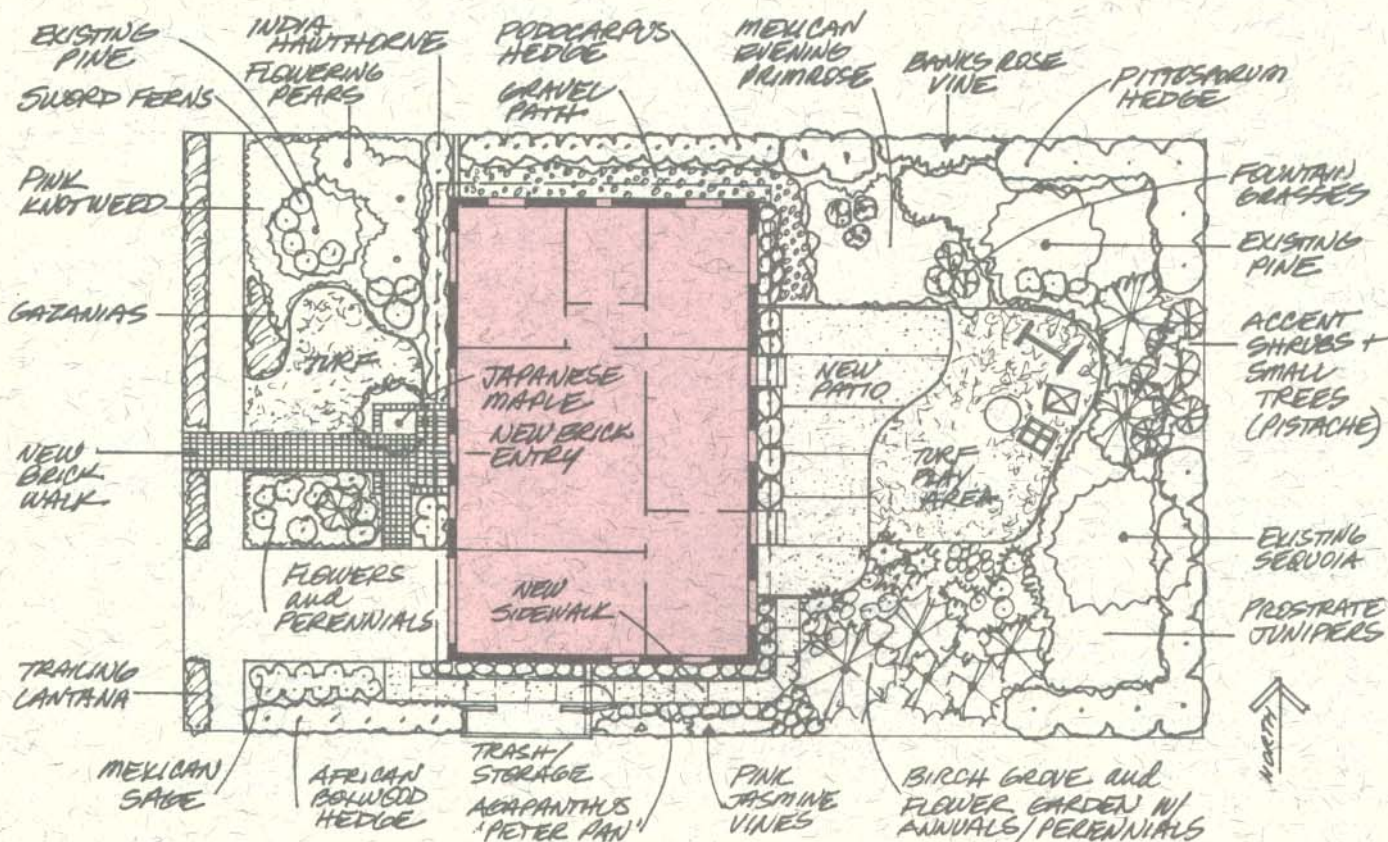 EXISTING
PINE
SWORD FERNS
INDIA
HAWTHORNE
FLOWERING
PEARS
PODOCARPUS
HEDGE
GRAVEL
PATH
MEXICAN
EVENING
PRIMROSE
BANKS ROSE
VINE
PITTOSPORUM
HEDGE
PINK
KNOTWEED
FOUNTAIN
GRASSES
EXISTING
PINE
GAZANIAS
TURF
ACCENT
SHRUBS +
SMALL
TREES
(PISTACHE)
JAPANESE
MAPLE
NEW BRICK
ENTRY
NEW
PATIO
TURF
PLAY
AREA
NEW
BRICK
WALK
EXISTING
SEQUOIA
FLOWERS
and
PERENNIALS
NEW
SIDEWALK
PROSTRATE
JUNIPERS
TRAILING
LANTANA
NORTH
MEXICAN
SAGE
AFRICAN
BOXWOOD
HEDGE
TRASH/
STORAGE
AGAPANTHUS
'PETER PAN'
PINK
JASMINE
VINES
BIRCH GROVE and
FLOWER GARDEN W/
ANNUALS/PERENNIALS